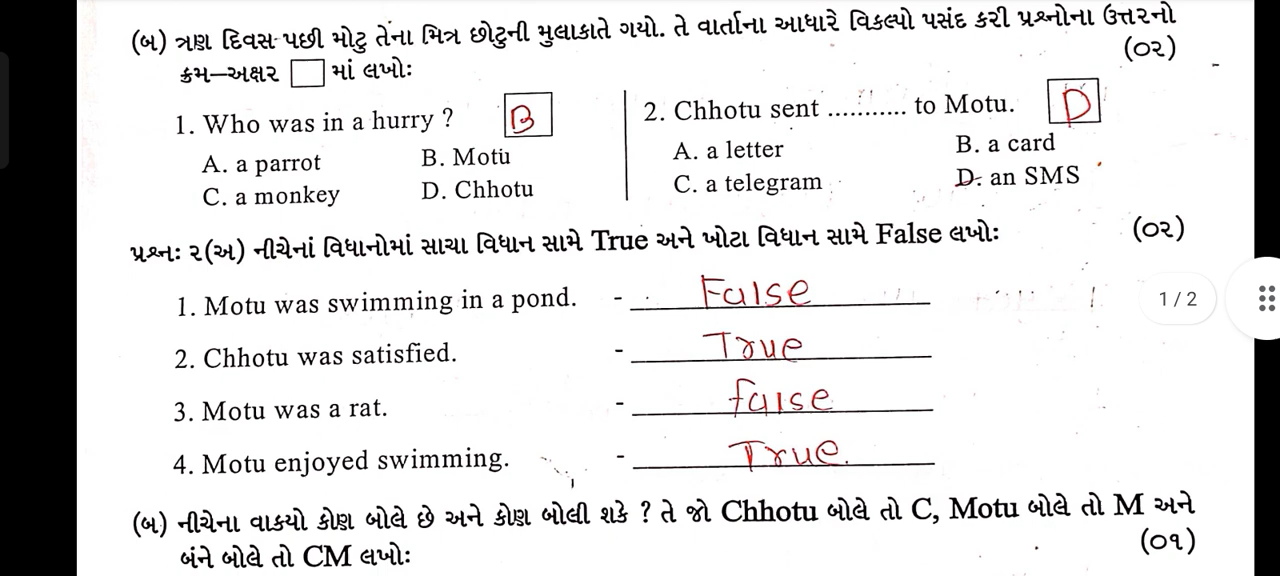 (બ) ત્રણ દિવસ પછી મોટુ તેના મિત્ર છોટુની મુલાકાતે ગયો. તે વાર્તાના આધારે વિકલ્પો પસંદ કરી પ્રશ્નોના ઉત્તરનો
ક્રમ–અક્ષર □ માં લખોઃ (૦૨)
1. Who was in a hurry ? B
A. a parrot B. Motu
C. a monkey D. Chhotu
2. Chhotu sent ........... to Motu. D
A. a letter B. a card
C. a telegram D. an SMS
પ્રશ્નઃ ૨(અ) નીચેનાં વિધાનોમાં સાચા વિધાન સામે True અને ખોટા વિધાન સામે False લખોઃ (૦૨)
1. Motu was swimming in a pond. - False
2. Chhotu was satisfied. - True
3. Motu was a rat. - false
4. Motu enjoyed swimming. - True.
1 / 2
(બ) નીચેના વાકયો કોણ બોલે છે અને કોણ બોલી શકે ? તે જો Chhotu બોલે તો C, Motu બોલે તો M અને
બંને બોલે તો CM લખોઃ (૦૧)